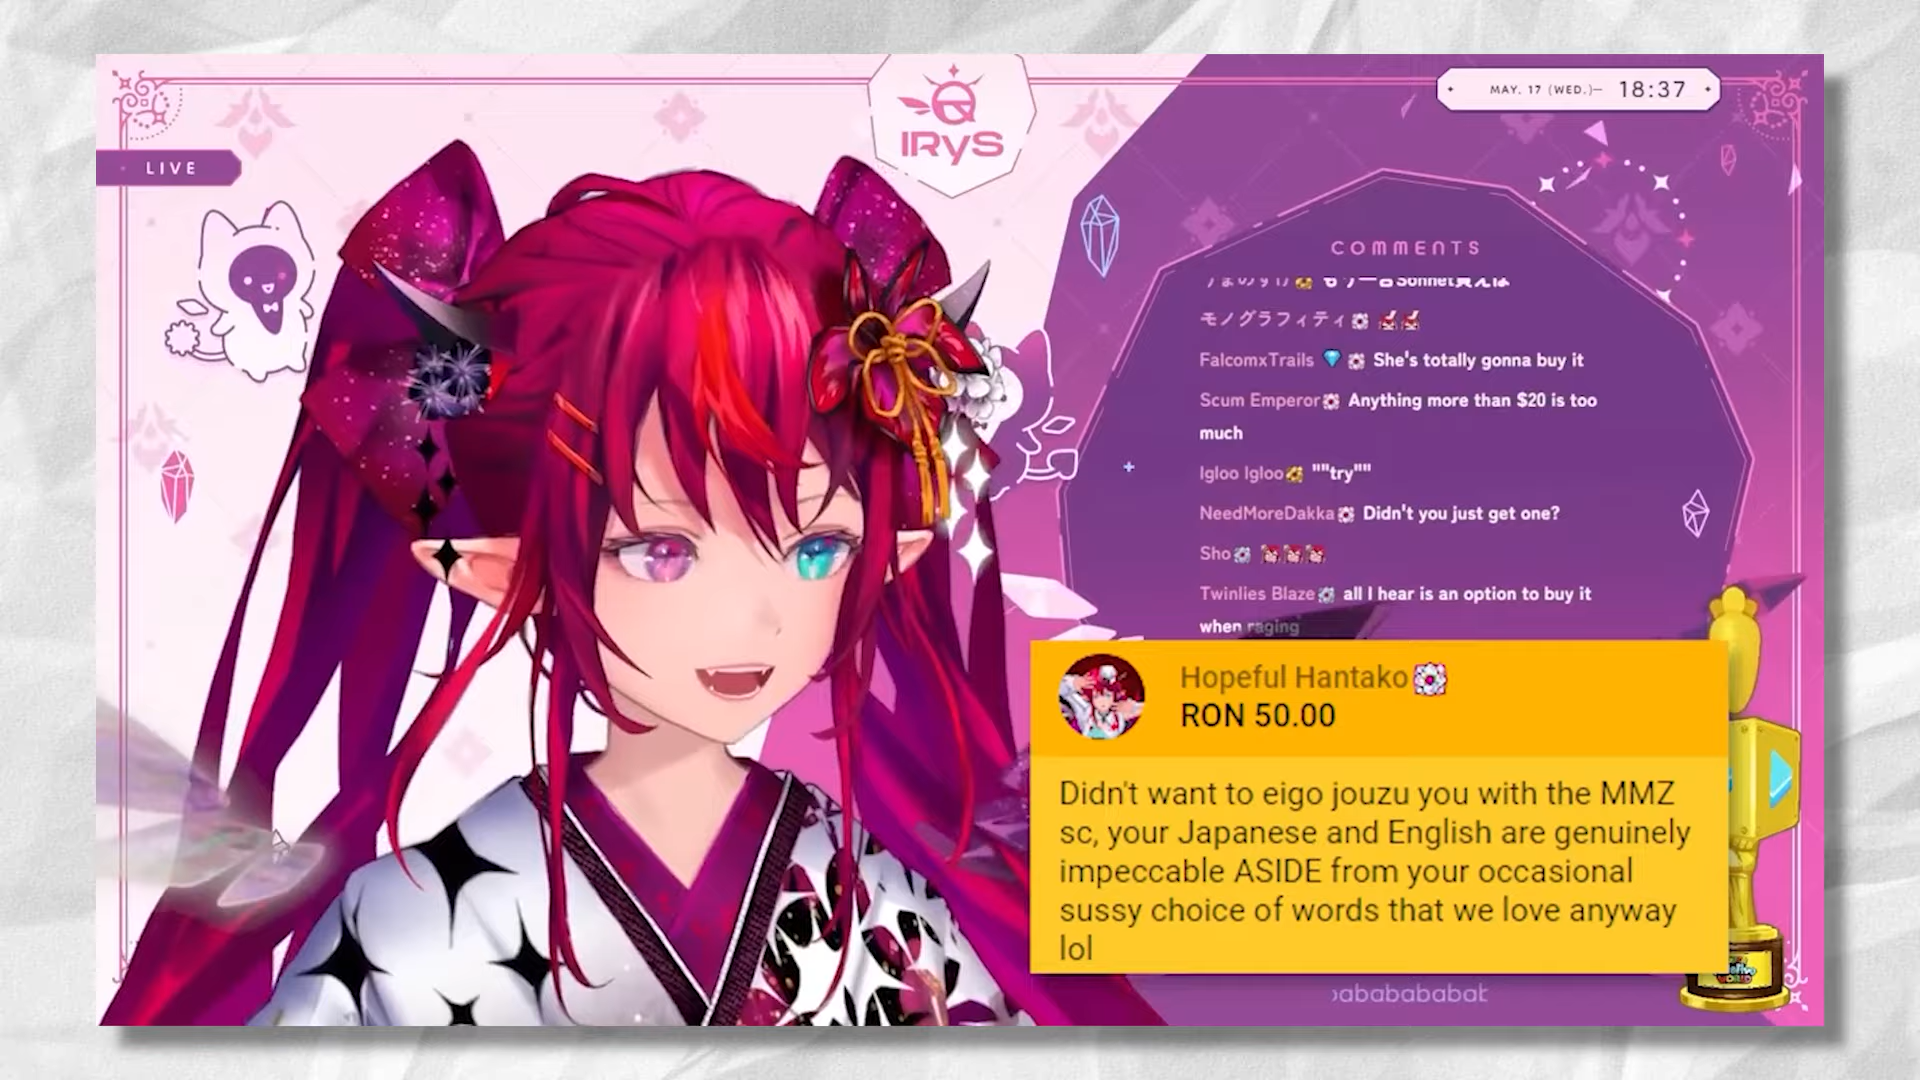 IRyS
MAY. 17 (WED.)— 18:37
LIVE
COMMENTS
モノグラフィティ
FalcomxTrails She's totally gonna buy it
Scum Emperor Anything more than $20 is too
much
Igloo Igloo ""try""
NeedMoreDakka Didn't you just get one?
Sho
Twinlies Blaze all I hear is an option to buy it
when raging
Hopeful Hantako
RON 50.00
Didn't want to eigo jouzu you with the MMZ
sc, your Japanese and English are genuinely
impeccable ASIDE from your occasional
sussy choice of words that we love anyway
lol
ababababab